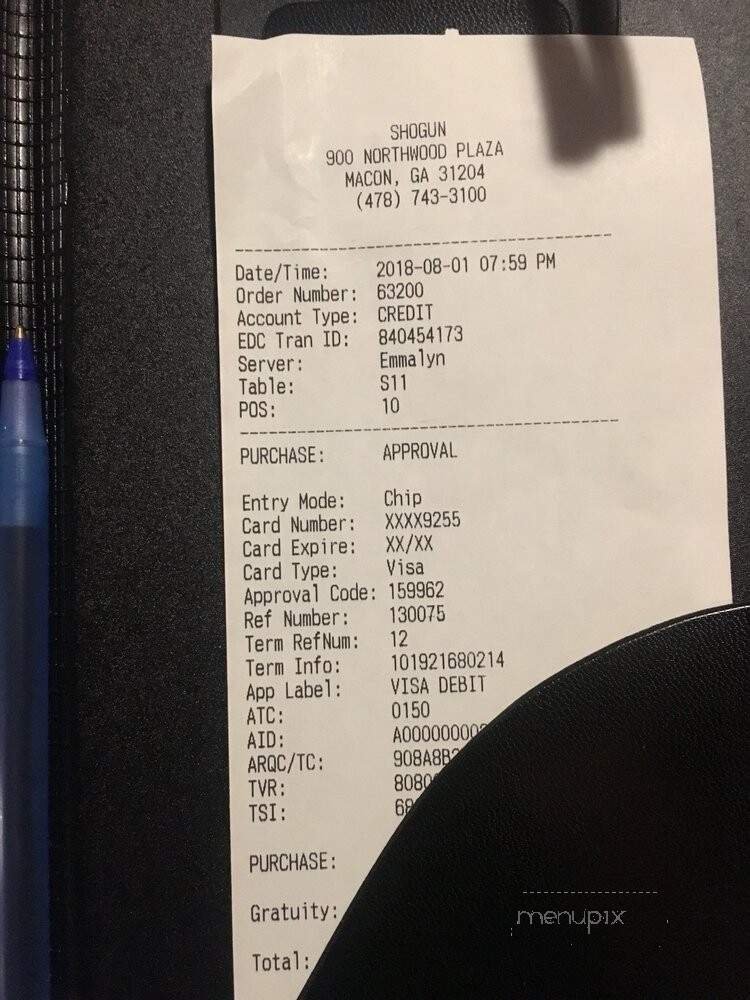 SHOGUN
900 NORTHWOOD PLAZA
MACON, GA 31204
(478) 743-3100
Date/Time: 2018-08-01 07:59 PM
Order Number: 63200
Account Type: CREDIT
EDC Tran ID: 840454173
Server: Emmalyn
Table: S11
POS: 10
PURCHASE: APPROVAL
Entry Mode: Chip
Card Number: XXXX9255
Card Expire: XX/XX
Card Type: Visa
Approval Code: 159962
Ref Number: 130075
Term RefNum: 12
Term Info: 101921680214
App Label: VISA DEBIT
ATC: 0150
AID:
ARQC/TC:
TVR:
TSI:
PURCHASE:
Gratuity:
Total:
menupix